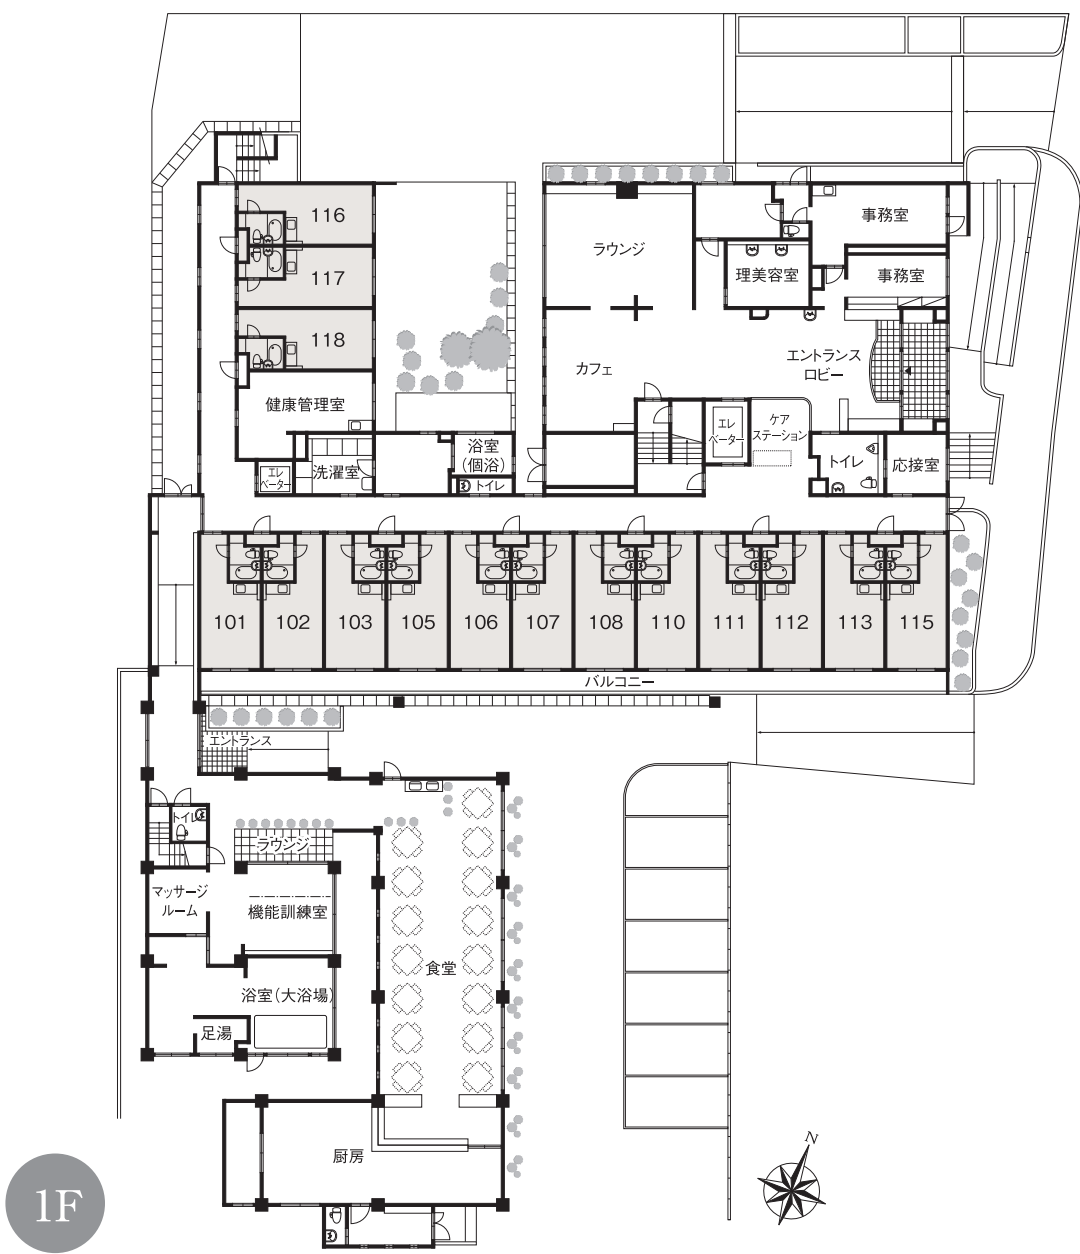 116
事務室
ラウンジ
117
理美容室
事務室
118
エントランス
ロビー
カフェ
健康管理室
エレ
ベーター
ケア
ステーション
浴室
(個浴)
トイレ
応接室
エレ
ベーター
洗濯室
トイレ
101
102
103
105
106
107
108
110
111
112
113
115
バルコニー
エントランス
トイレ
ラウンジ
マッサージ
ルーム
機能訓練室
食堂
浴室(大浴場)
足湯
厨房
N
1F